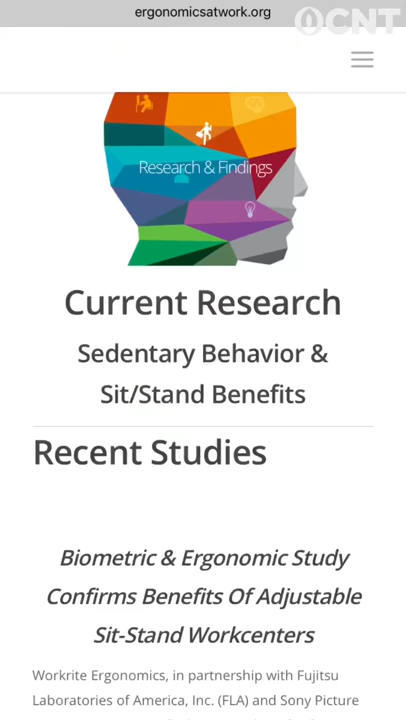 ergonomicsatwork.org
CNT
Research & Findings
Current Research
Sedentary Behavior &
Sit/Stand Benefits
Recent Studies
Biometric & Ergonomic Study
Confirms Benefits Of Adjustable
Sit-Stand Workcenters
Workrite Ergonomics, in partnership with Fujitsu
Laboratories of America, Inc. (FLA) and Sony Picture